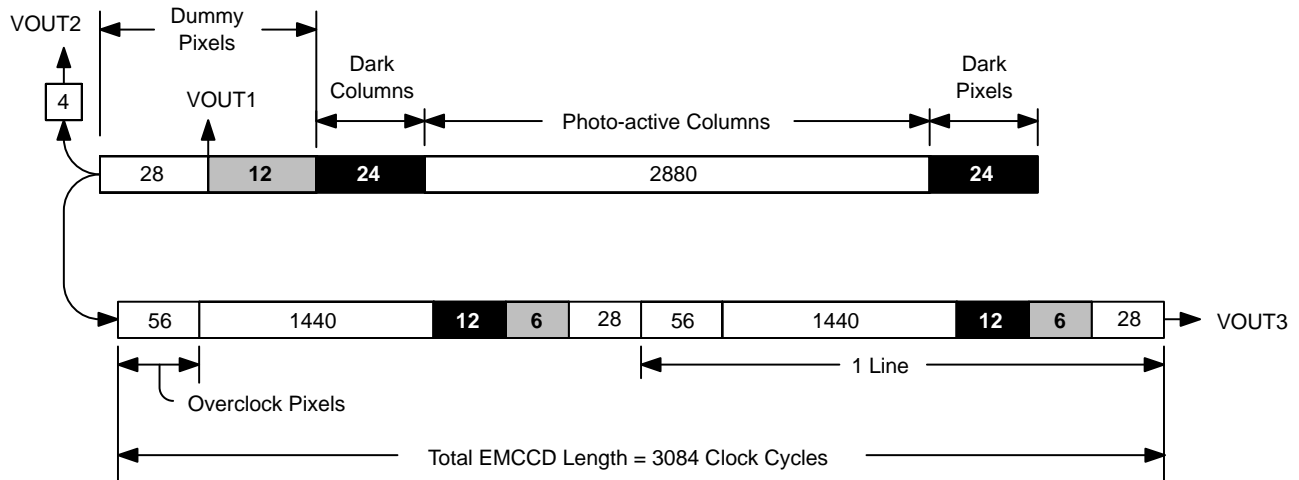 VOUT2
Dummy
Pixels
4
VOUT1
Dark
Columns
Photo-active Columns
Dark
Pixels
28 12 24 2880 24
56 1440 12 6 28 56 1440 12 6 28
VOUT3
1 Line
Overclock Pixels
Total EMCCD Length = 3084 Clock Cycles